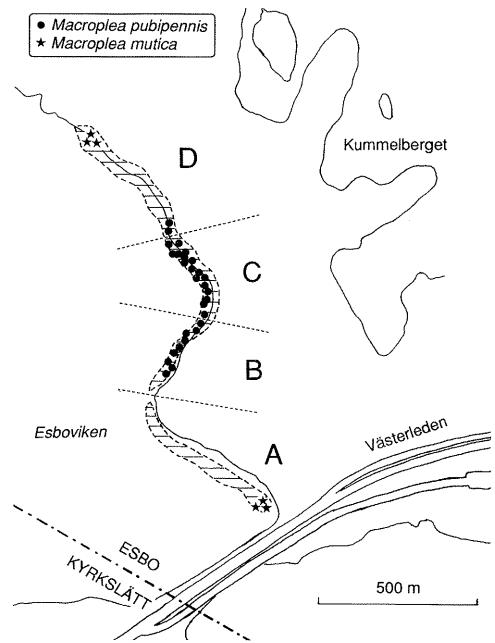 Macroplea pubipennis
Macroplea mutica
Kummelberget
D
C
B
Esboviken
A
Västerleden
ESBO
KYRKSLÄTT
500 m